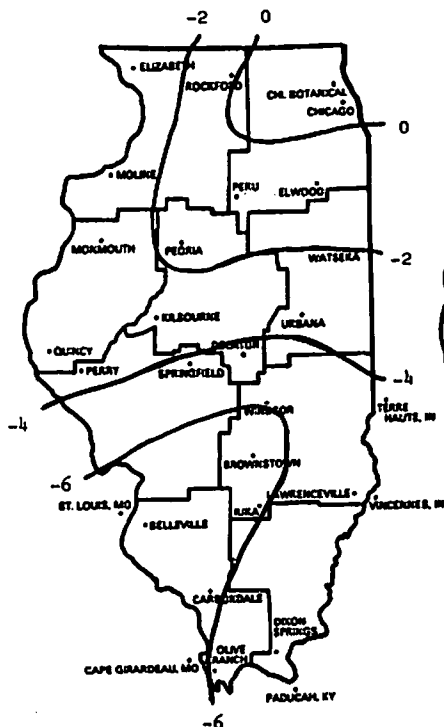 -2
0
ELIZABETH
ROCKFORD
CHI. BOTANICAL
CHICAGO
0
MOLINE
PERU
ELWOOD
MONMOUTH
PEORIA
WATSEKA
-2
KILBOURNE
URBANA
DECATUR
QUINCY
PERRY
SPRINGFIELD
-4
-4
WINDSOR
TERRE
HAUTE, IN
BROWNSTOWN
-6
ST. LOUIS, MO
IUKA
LAWRENCEVILLE
VINCENNES, IN
BELLEVILLE
CARBONDALE
DIXON
SPRINGS
OLIVE
BRANCH
CAPE GIRARDEAU, MO
PADUCAH, KY
-6